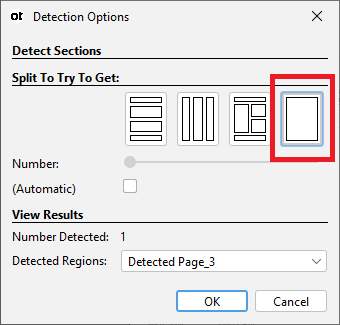 ot Detection Options
Detect Sections
Split To Try To Get:
Number:
(Automatic)
View Results
Number Detected: 1
Detected Regions: Detected Page_3
OK Cancel